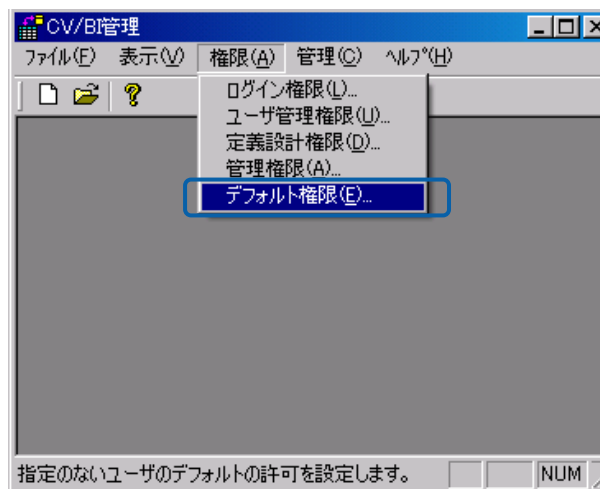 CV/BI管理
ファイル(F) 表示(V) 権限(A) 管理(C) ヘルプ(H)
ログイン権限(L)...
ユーザ管理権限(U)...
定義設計権限(D)...
管理権限(A)...
デフォルト権限(E)...
指定のないユーザのデフォルトの許可を設定します。 NUM